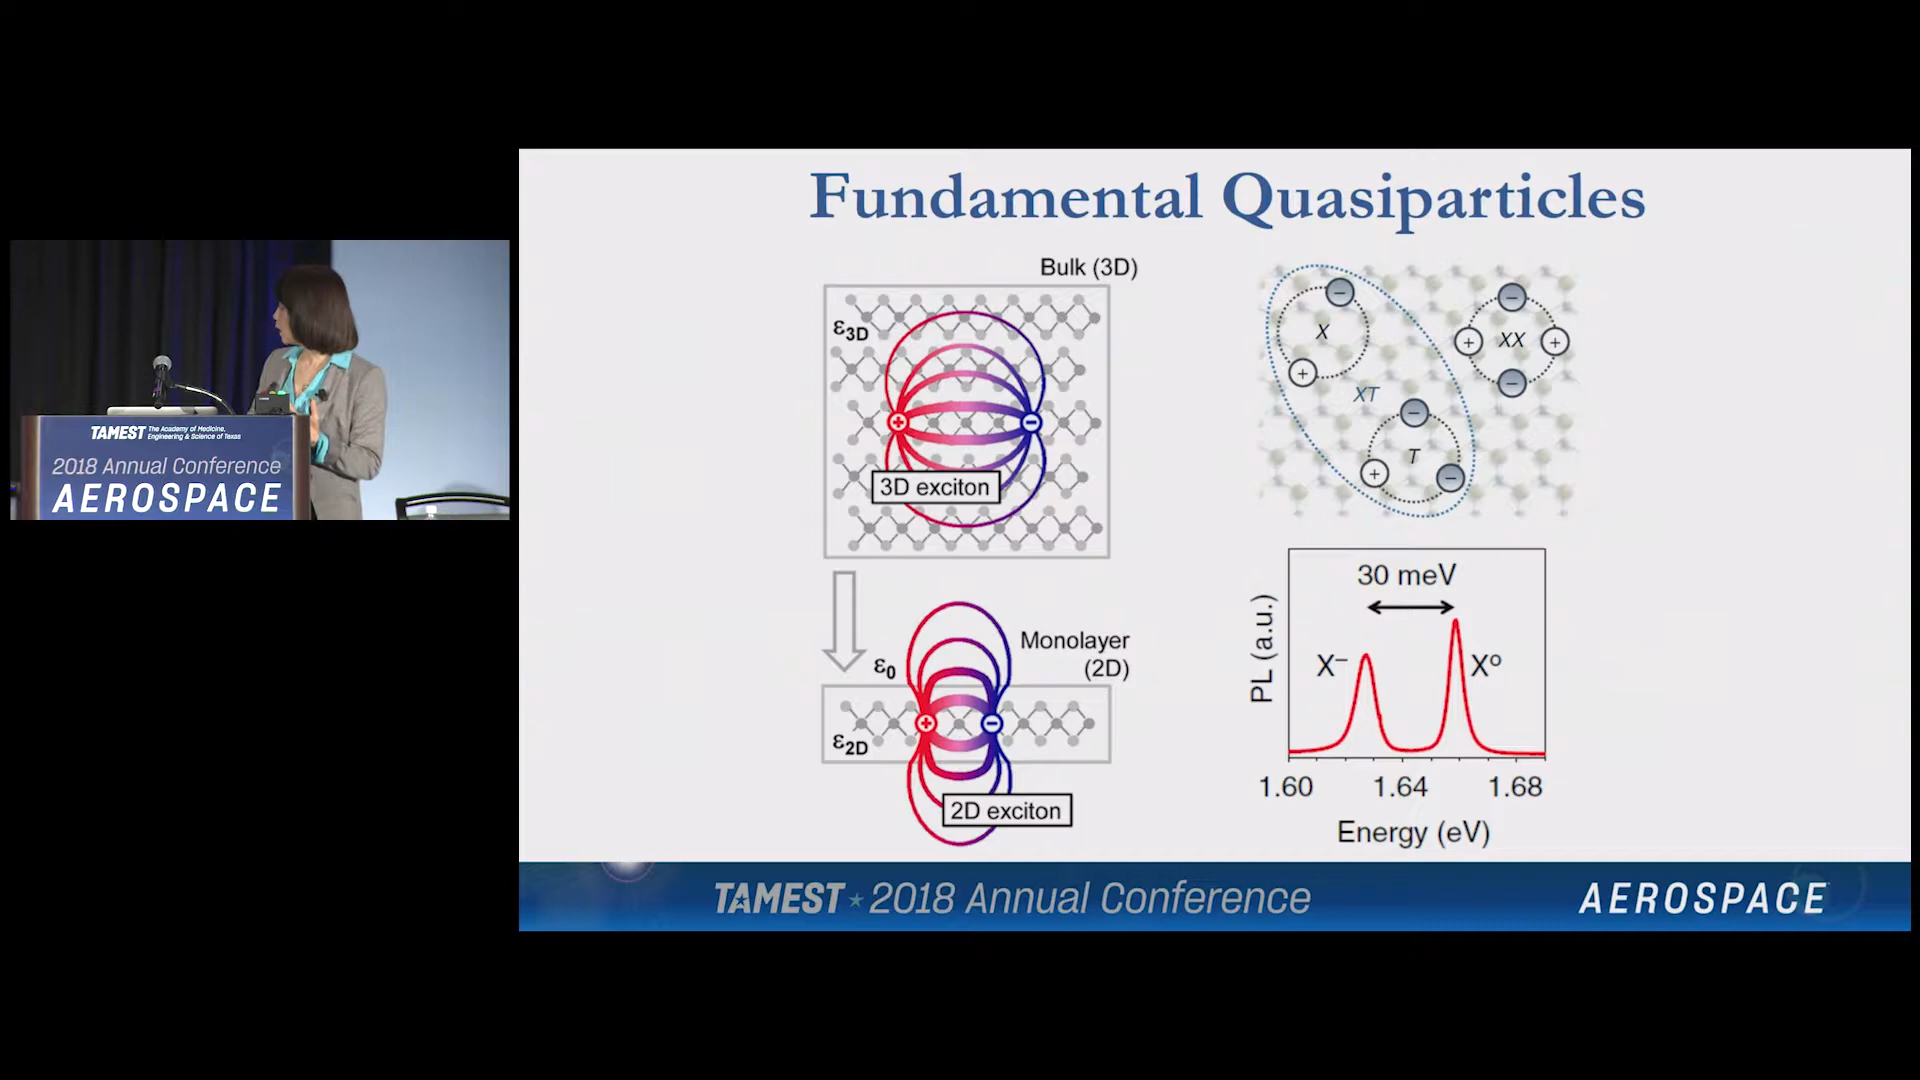 TAMEST The Academy of Medicine,
Engineering & Science of Texas
2018 Annual Conference
AEROSPACE
Fundamental Quasiparticles
Bulk (3D)
ε3D
+
−
3D exciton
Monolayer
(2D)
ε0
ε2D
+
−
2D exciton
−
X
+
XT
−
T
+
−
−
+
XX
+
−
30 meV
X−
X⁰
PL (a.u.)
1.60 1.64 1.68
Energy (eV)
TAMEST ★ 2018 Annual Conference
AEROSPACE